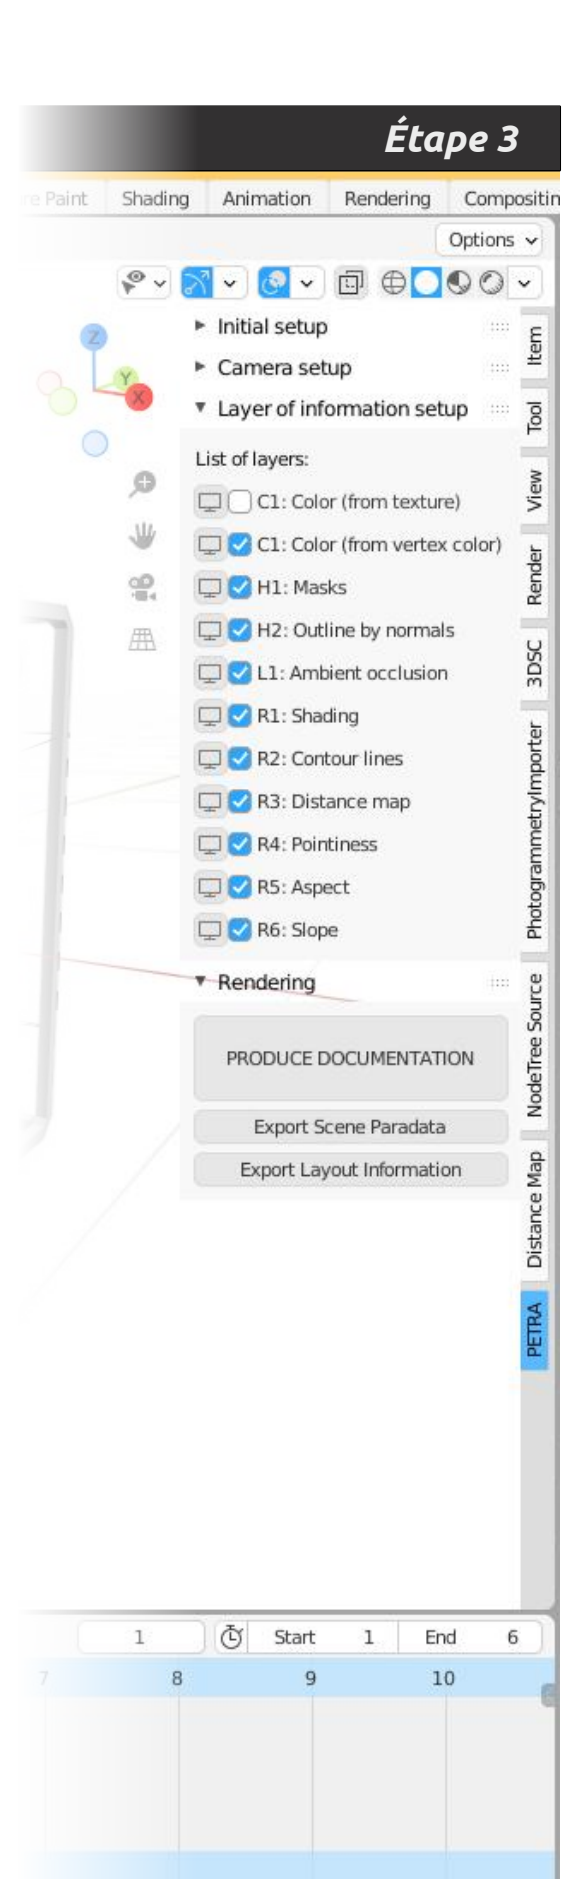 Étape 3
re Paint Shading Animation Rendering Compositin
Options
Z
Y
X
Initial setup
Camera setup
Layer of information setup
List of layers:
C1: Color (from texture)
C1: Color (from vertex color)
H1: Masks
H2: Outline by normals
L1: Ambient occlusion
R1: Shading
R2: Contour lines
R3: Distance map
R4: Pointiness
R5: Aspect
R6: Slope
Rendering
PRODUCE DOCUMENTATION
Export Scene Paradata
Export Layout Information
Item
Tool
View
Render
3DSC
PhotogrammetryImporter
NodeTree Source
Distance Map
PETRA
1 Start 1 End 6
7 8 9 10